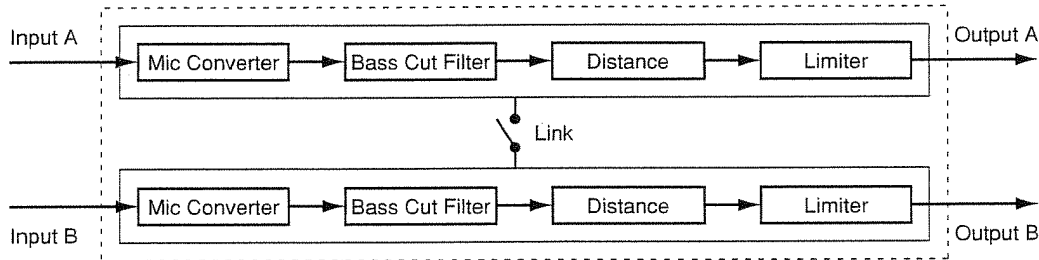 Input A
Output A
Mic Converter
Bass Cut Filter
Distance
Limiter
Link
Mic Converter
Bass Cut Filter
Distance
Limiter
Input B
Output B